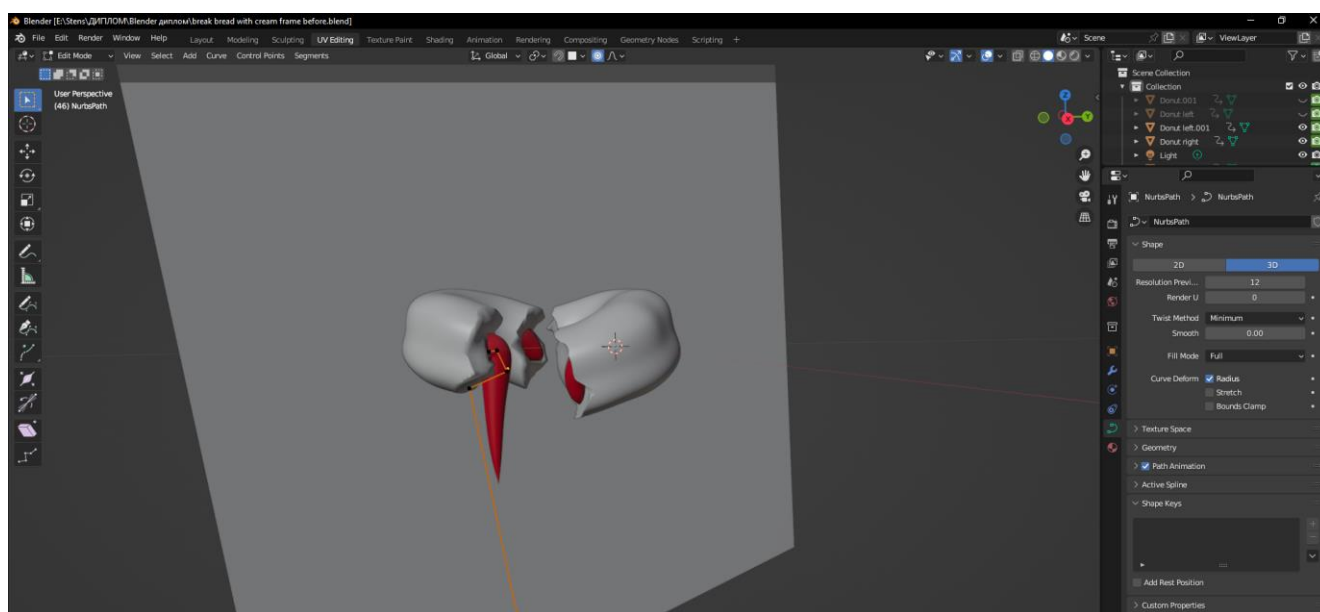 Blender [E:\Stens\ДИПЛОМ\Blender диплом\break bread with cream frame before.blend]
File Edit Render Window Help Layout Modeling Sculpting UV Editing Texture Paint Shading Animation Rendering Compositing Geometry Nodes Scripting + Scene ViewLayer
Edit Mode View Select Add Curve Control Points Segments Global
User Perspective
(46) NurbsPath
Scene Collection
Collection
Donut.001
Donut left
Donut left.001
Donut right
Light
NurbsPath > NurbsPath
NurbsPath
Shape
2D 3D
Resolution Previ... 12
Render U 0
Twist Method Minimum
Smooth 0.00
Fill Mode Full
Curve Deform Radius
Stretch
Bounds Clamp
Texture Space
Geometry
Path Animation
Active Spline
Shape Keys
Add Rest Position
Custom Properties
Z
Y
X